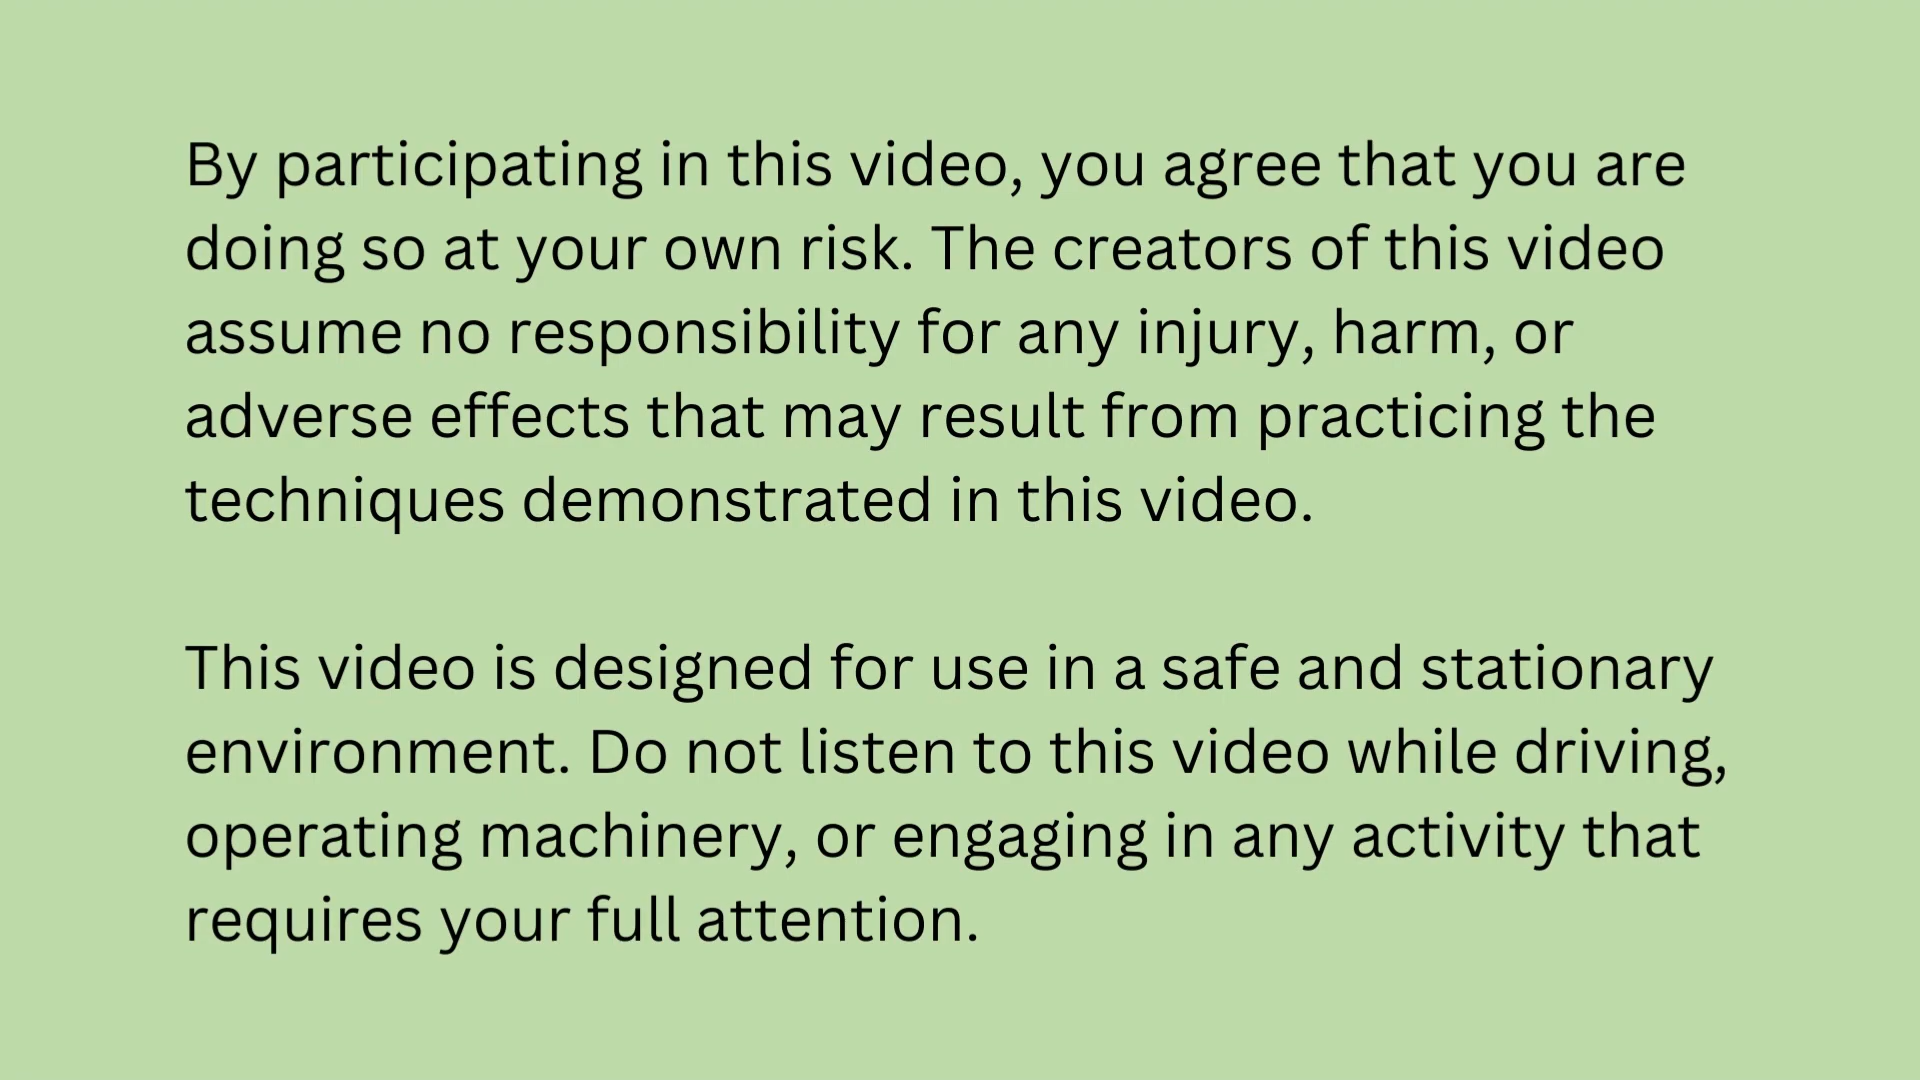 By participating in this video, you agree that you are
doing so at your own risk. The creators of this video
assume no responsibility for any injury, harm, or
adverse effects that may result from practicing the
techniques demonstrated in this video.
This video is designed for use in a safe and stationary
environment. Do not listen to this video while driving,
operating machinery, or engaging in any activity that
requires your full attention.